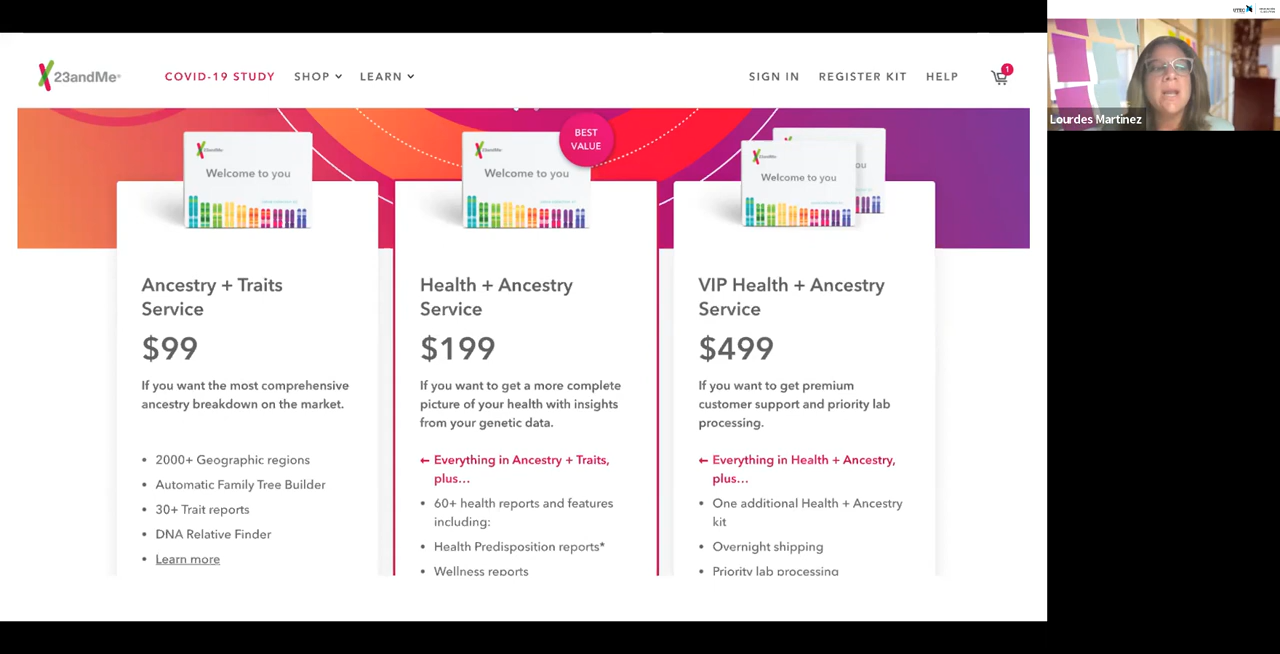 UTEC
23andMe
COVID-19 STUDY
SHOP
LEARN
SIGN IN
REGISTER KIT
HELP
1
Lourdes Martinez
23andMe
Welcome to you
23andMe
Welcome to you
BEST
VALUE
23andMe
Welcome to you
ou
Ancestry + Traits
Service
$99
If you want the most comprehensive
ancestry breakdown on the market.
• 2000+ Geographic regions
• Automatic Family Tree Builder
• 30+ Trait reports
• DNA Relative Finder
• Learn more
Health + Ancestry
Service
$199
If you want to get a more complete
picture of your health with insights
from your genetic data.
← Everything in Ancestry + Traits,
plus...
• 60+ health reports and features
including:
• Health Predisposition reports*
• Wellness reports
VIP Health + Ancestry
Service
$499
If you want to get premium
customer support and priority lab
processing.
← Everything in Health + Ancestry,
plus...
• One additional Health + Ancestry
kit
• Overnight shipping
• Priority lab processing